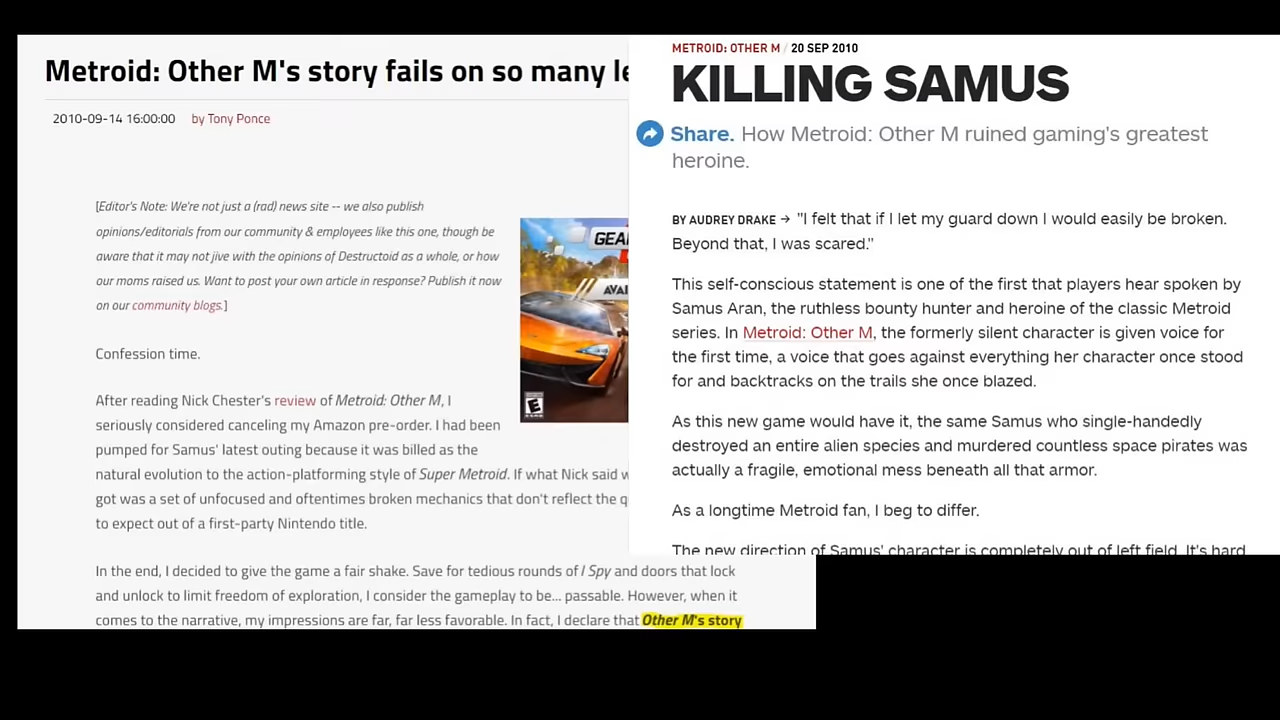 Metroid: Other M's story fails on so many le
2010-09-14 16:00:00 by Tony Ponce
[Editor's Note: We're not just a (rad) news site -- we also publish
opinions/editorials from our community & employees like this one, though be
aware that it may not jive with the opinions of Destructoid as a whole, or how
our moms raised us. Want to post your own article in response? Publish it now
on our community blogs.]
GEA
AVAI
E
Confession time.
After reading Nick Chester's review of Metroid: Other M, I
seriously considered canceling my Amazon pre-order. I had been
pumped for Samus' latest outing because it was billed as the
natural evolution to the action-platforming style of Super Metroid. If what Nick said w
got was a set of unfocused and oftentimes broken mechanics that don't reflect the q
to expect out of a first-party Nintendo title.
In the end, I decided to give the game a fair shake. Save for tedious rounds of I Spy and doors that lock
and unlock to limit freedom of exploration, I consider the gameplay to be... passable. However, when it
comes to the narrative, my impressions are far, far less favorable. In fact, I declare that Other M's story
METROID: OTHER M / 20 SEP 2010
KILLING SAMUS
Share. How Metroid: Other M ruined gaming's greatest
heroine.
BY AUDREY DRAKE → "I felt that if I let my guard down I would easily be broken.
Beyond that, I was scared."
This self-conscious statement is one of the first that players hear spoken by
Samus Aran, the ruthless bounty hunter and heroine of the classic Metroid
series. In Metroid: Other M, the formerly silent character is given voice for
the first time, a voice that goes against everything her character once stood
for and backtracks on the trails she once blazed.
As this new game would have it, the same Samus who single-handedly
destroyed an entire alien species and murdered countless space pirates was
actually a fragile, emotional mess beneath all that armor.
As a longtime Metroid fan, I beg to differ.
The new direction of Samus' character is completely out of left field. It's hard